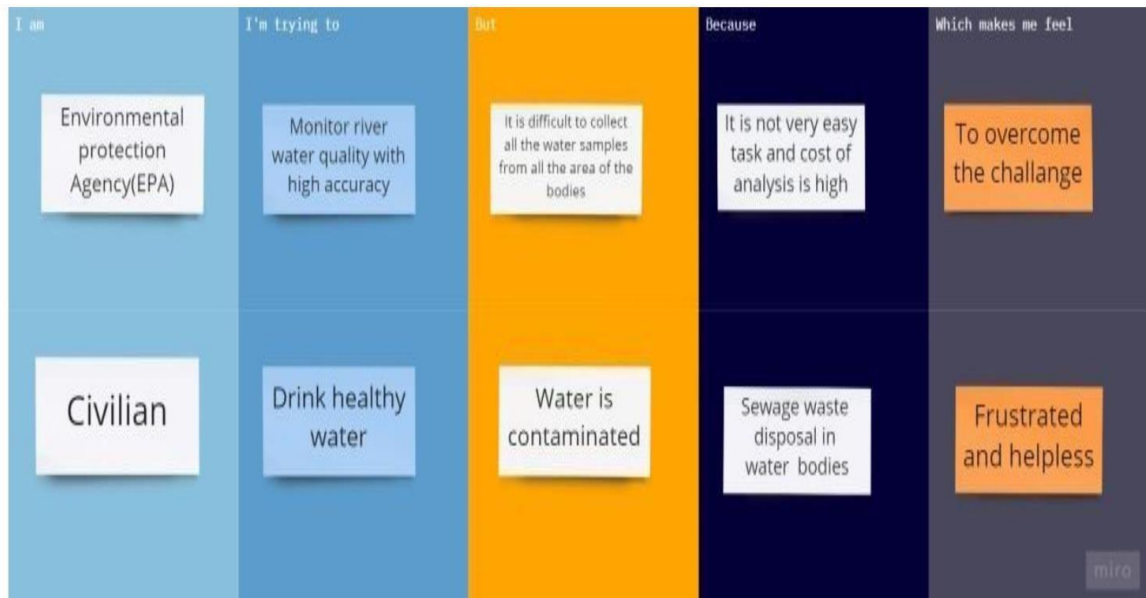 I am
I'm trying to
But
Because
Which makes me feel
Environmental
protection
Agency(EPA)
Monitor river
water quality with
high accuracy
It is difficult to collect
all the water samples
from all the area of the
bodies
It is not very easy
task and cost of
analysis is high
To overcome
the challange
Civilian
Drink healthy
water
Water is
contaminated
Sewage waste
disposal in
water bodies
Frustrated
and helpless
miro